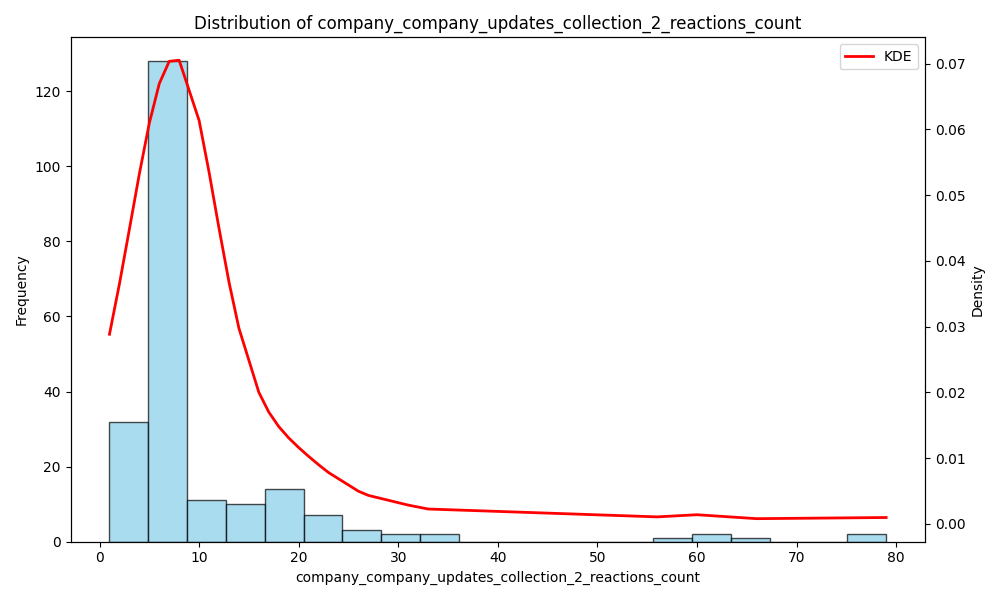 Distribution of company_company_updates_collection_2_reactions_count
KDE
Frequency
0
20
40
60
80
100
120
Density
0.00
0.01
0.02
0.03
0.04
0.05
0.06
0.07
0 10 20 30 40 50 60 70 80
company_company_updates_collection_2_reactions_count